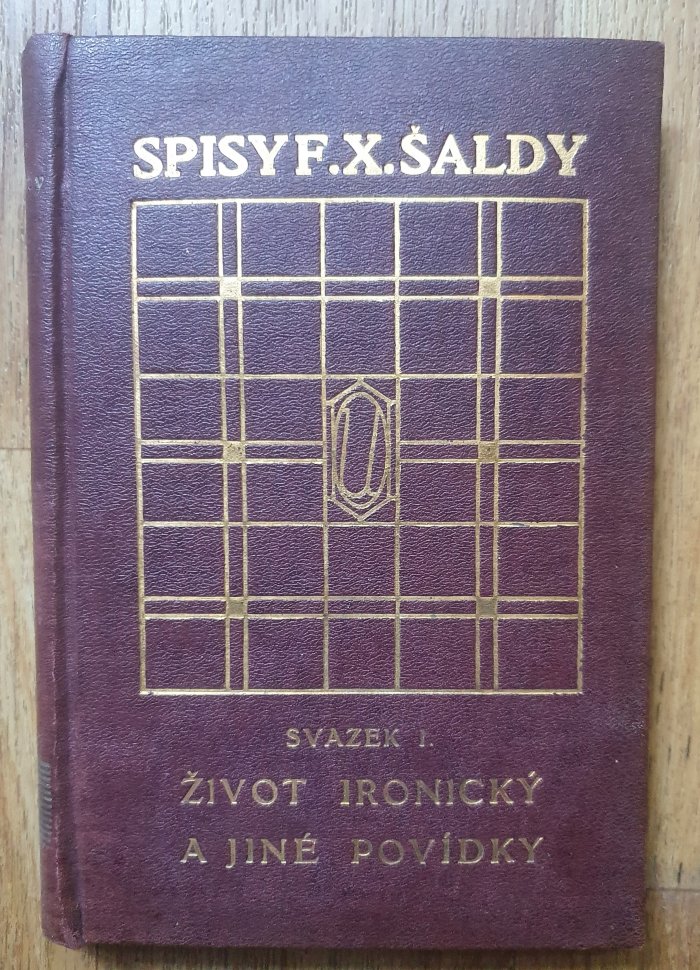 SPISY F. X. ŠALDY
SVAZEK I.
ŽIVOT IRONICKÝ
A JINÉ POVÍDKY